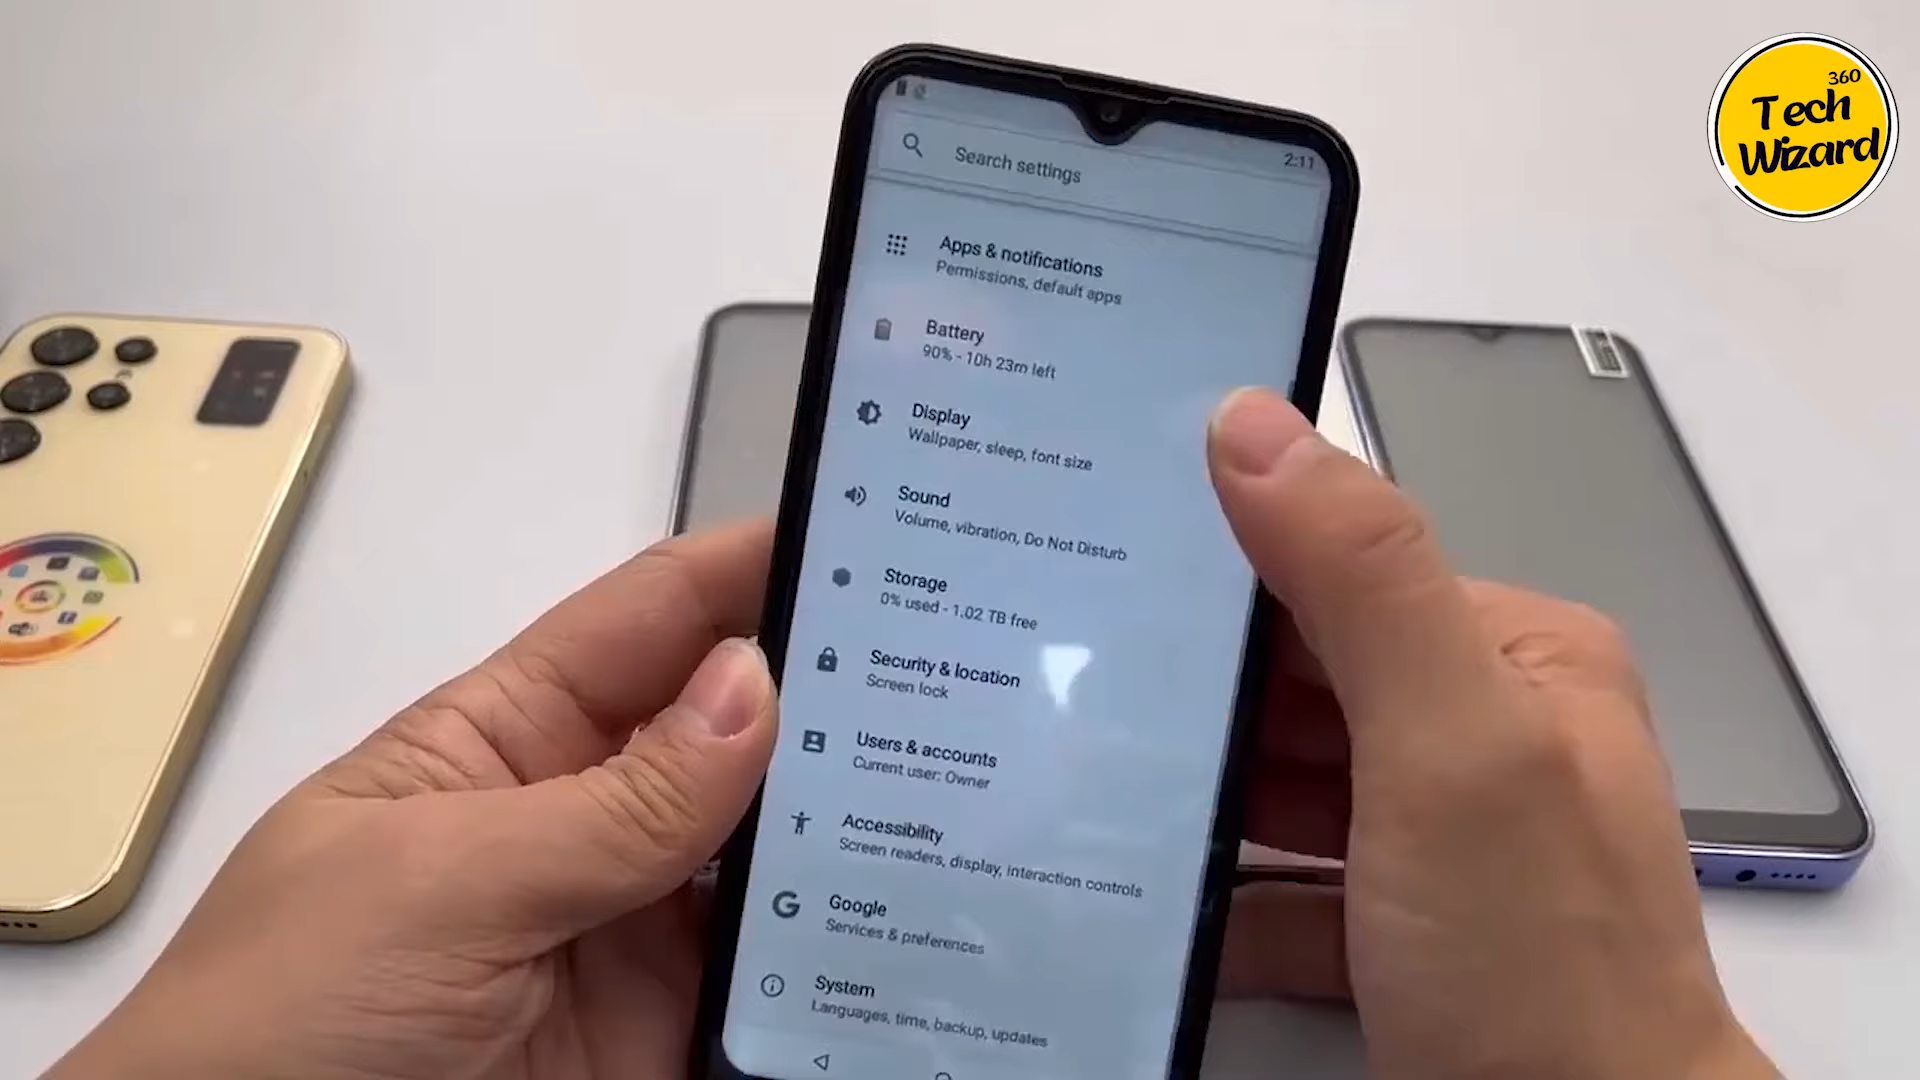 360
Tech
Wizard
2:11
Search settings
Apps & notifications
Permissions, default apps
Battery
90% - 10h 23m left
Display
Wallpaper, sleep, font size
Sound
Volume, vibration, Do Not Disturb
Storage
0% used - 1.02 TB free
Security & location
Screen lock
Users & accounts
Current user: Owner
Accessibility
Screen readers, display, interaction controls
Google
Services & preferences
System
Languages, time, backup, updates